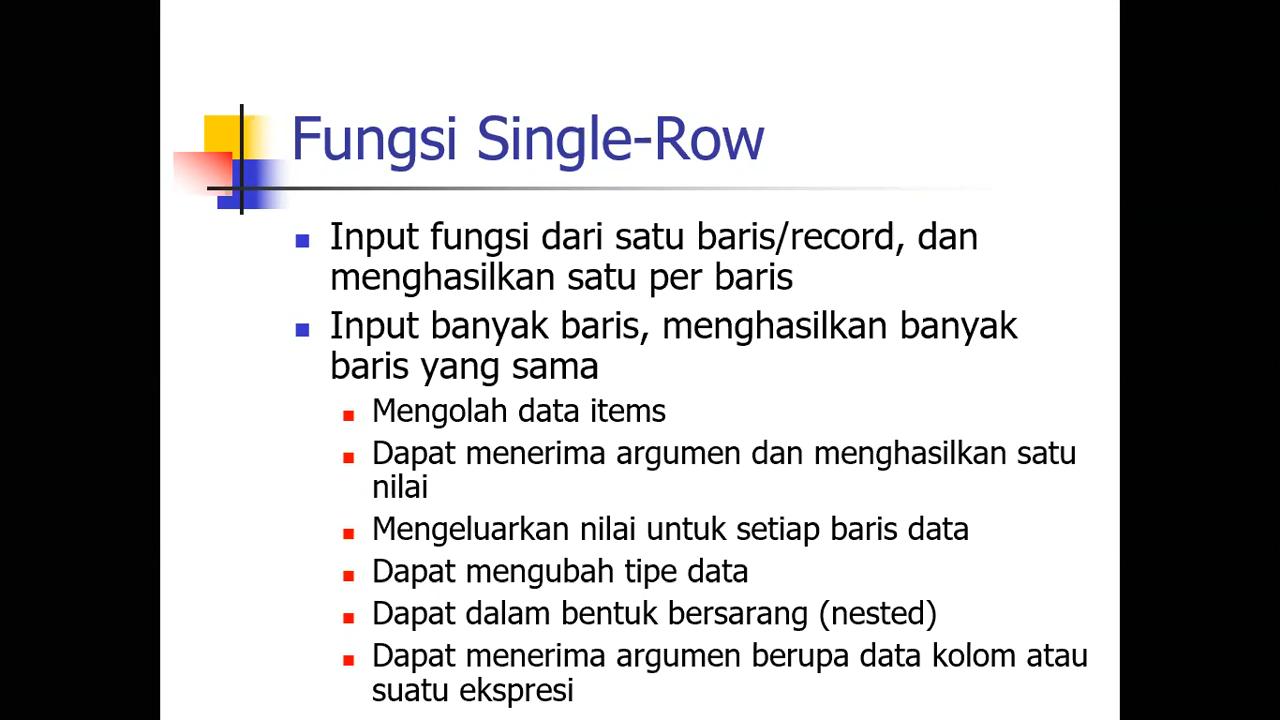 Fungsi Single-Row
Input fungsi dari satu baris/record, dan
menghasilkan satu per baris
Input banyak baris, menghasilkan banyak
baris yang sama
Mengolah data items
Dapat menerima argumen dan menghasilkan satu
nilai
Mengeluarkan nilai untuk setiap baris data
Dapat mengubah tipe data
Dapat dalam bentuk bersarang (nested)
Dapat menerima argumen berupa data kolom atau
suatu ekspresi